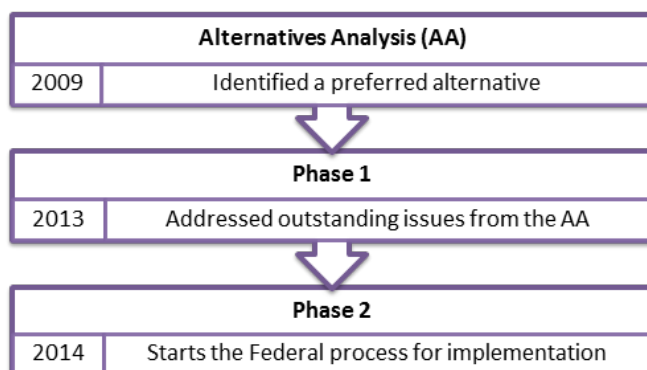 Alternatives Analysis (AA)
2009 Identified a preferred alternative
Phase 1
2013 Addressed outstanding issues from the AA
Phase 2
2014 Starts the Federal process for implementation